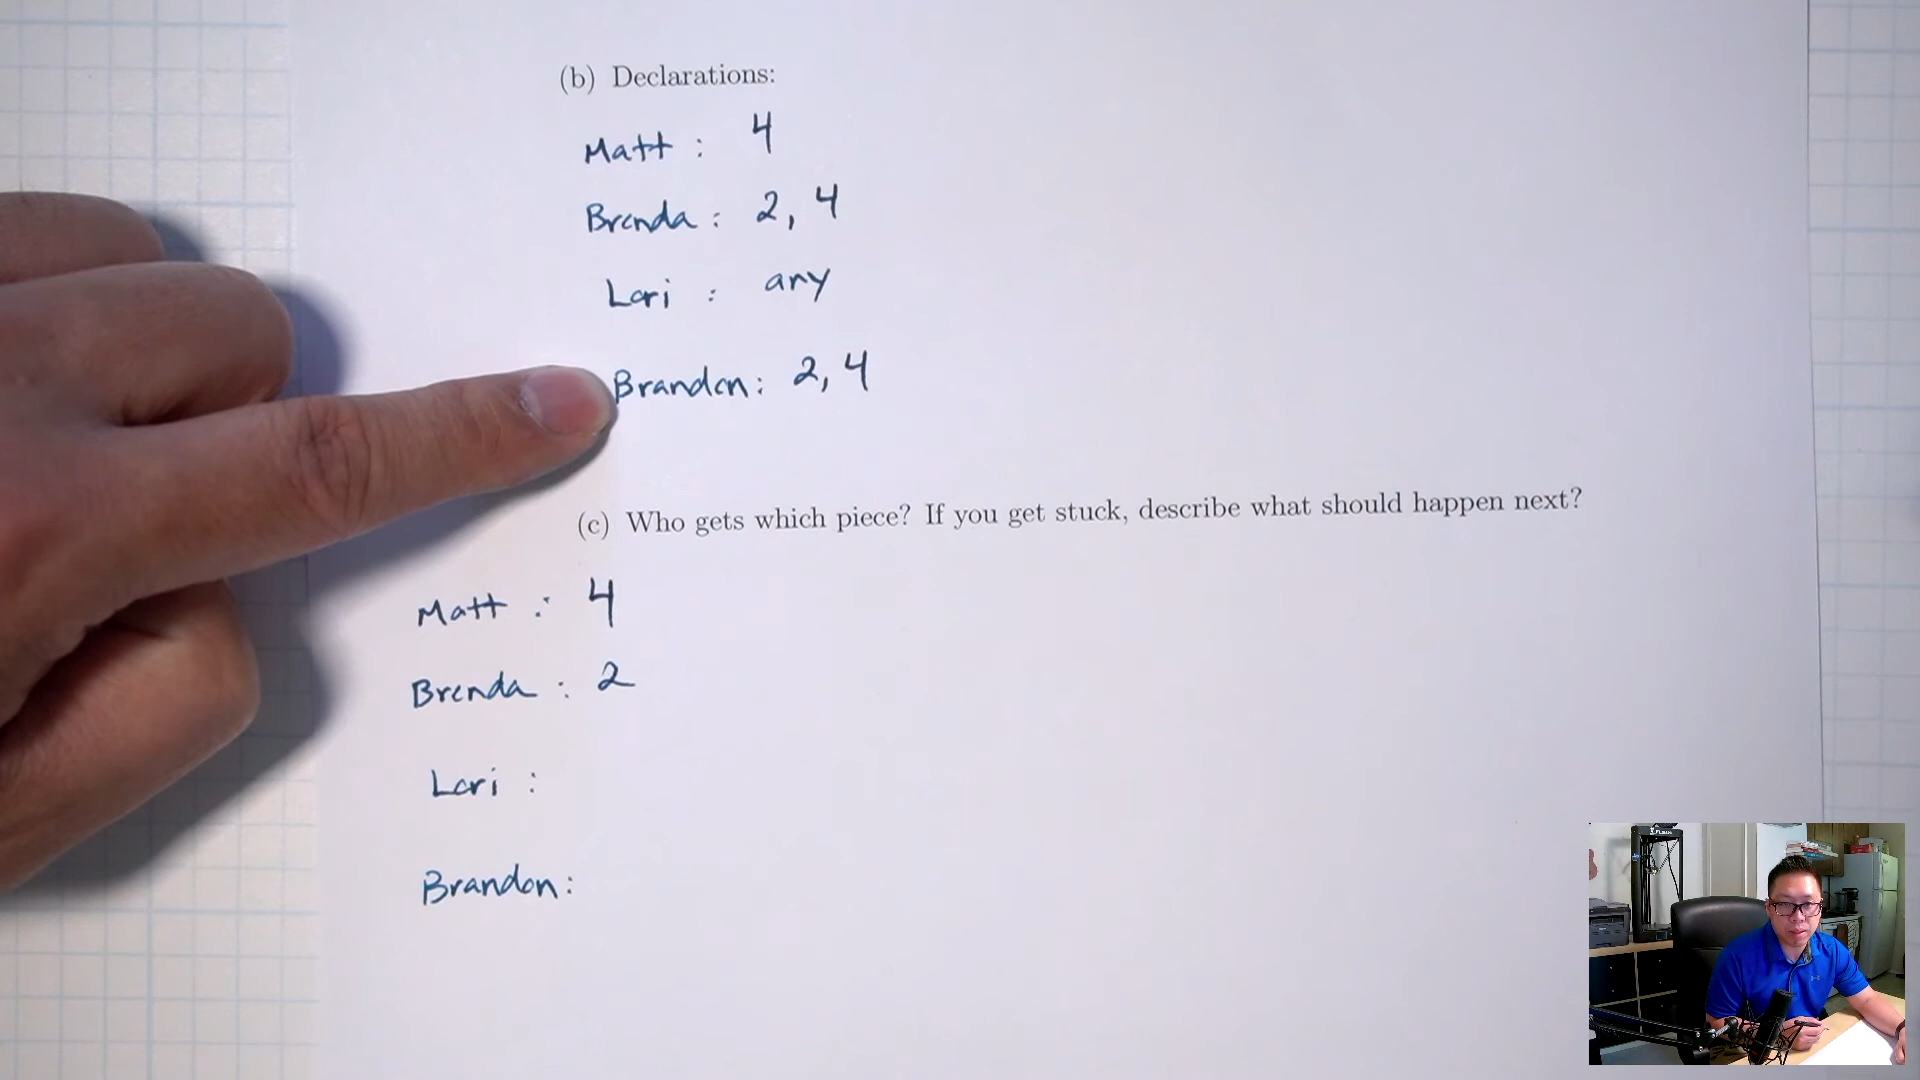 (b) Declarations:
Matt : 4
Brenda : 2, 4
Lori : any
Brandon: 2, 4
(c) Who gets which piece? If you get stuck, describe what should happen next?
Matt : 4
Brenda : 2
Lori :
Brandon: